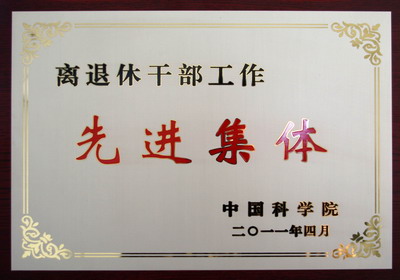 离退休干部工作
先进集体
中国科学院
二〇一一年四月